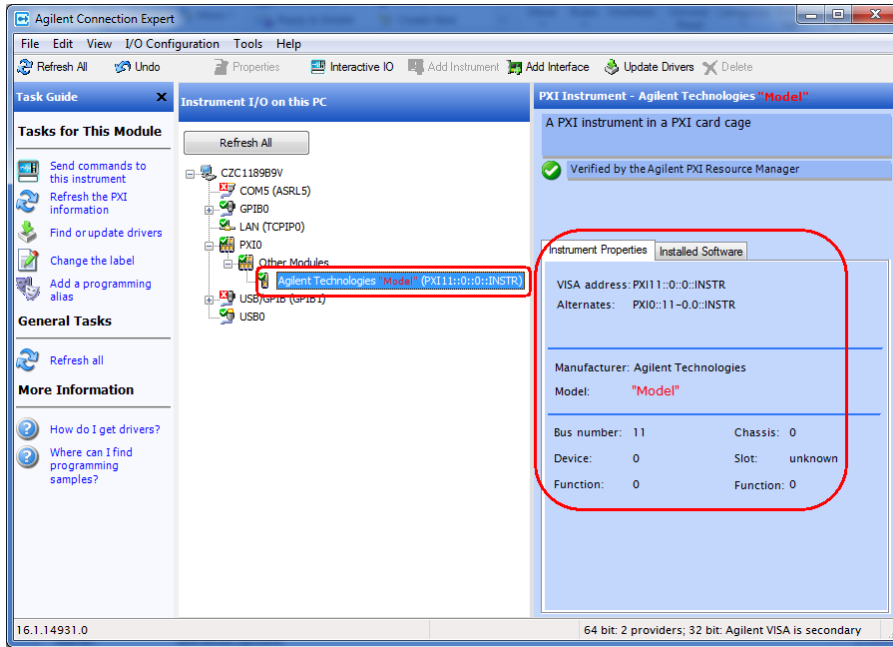 Agilent Connection Expert
File Edit View I/O Configuration Tools Help
Refresh All Undo Properties Interactive IO Add Instrument Add Interface Update Drivers Delete
Task Guide
Tasks for This Module
Send commands to
this instrument
Refresh the PXI
information
Find or update drivers
Change the label
Add a programming
alias
General Tasks
Refresh all
More Information
How do I get drivers?
Where can I find
programming
samples?
Instrument I/O on this PC
Refresh All
CZC1189B9V
COM5 (ASRL5)
GPIB0
LAN (TCPIP0)
PXI0
Other Modules
Agilent Technologies "Model" (PXI11::0::0::INSTR)
USB/GPIB (GPIB1)
USB0
PXI Instrument - Agilent Technologies "Model"
A PXI instrument in a PXI card cage
Verified by the Agilent PXI Resource Manager
Instrument Properties Installed Software
VISA address: PXI11::0::0::INSTR
Alternates: PXI0::11-0.0::INSTR
Manufacturer: Agilent Technologies
Model: "Model"
Bus number: 11 Chassis: 0
Device: 0 Slot: unknown
Function: 0 Function: 0
16.1.14931.0
64 bit: 2 providers; 32 bit: Agilent VISA is secondary